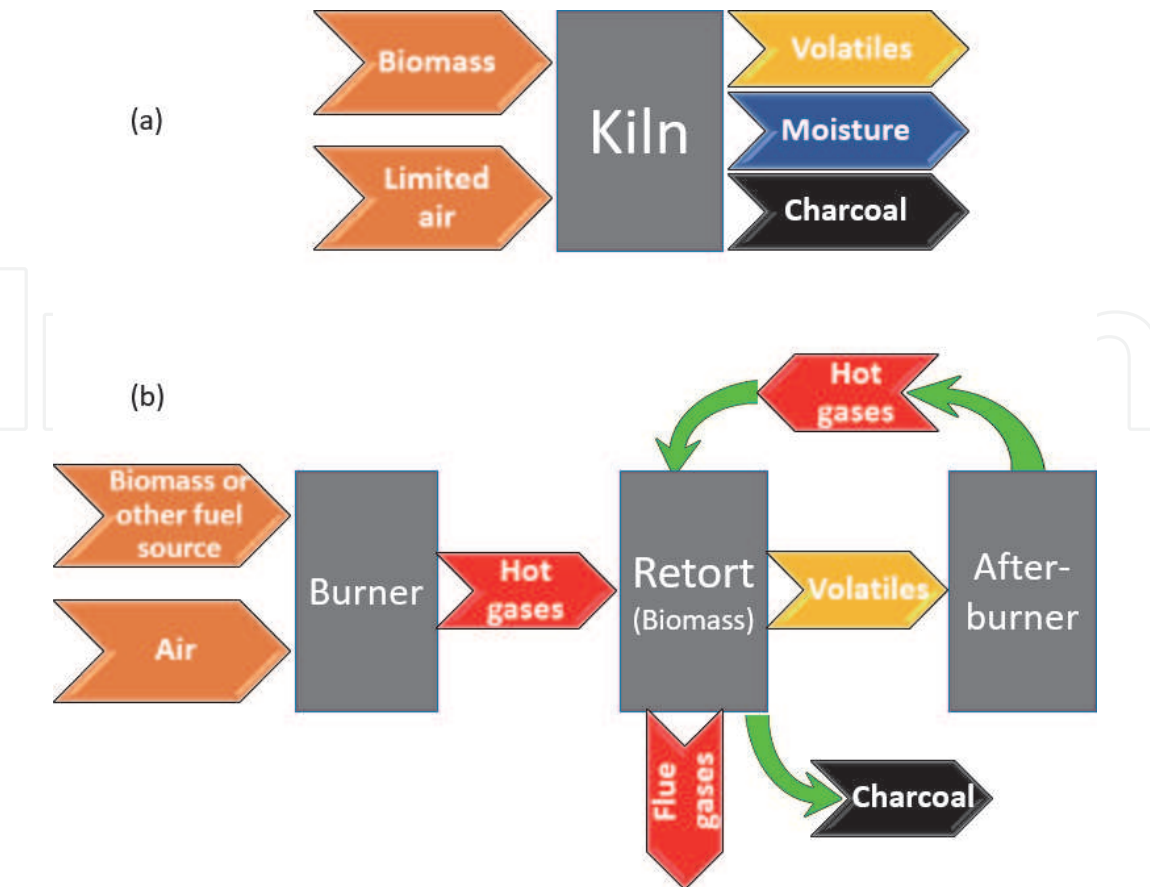 (a)
Biomass
Limited
air
Kiln
Volatiles
Moisture
Charcoal
(b)
Biomass or
other fuel
source
Air
Burner
Hot
gases
Retort
(Biomass)
Hot
gases
Volatiles
After-
burner
Flue
gases
Charcoal